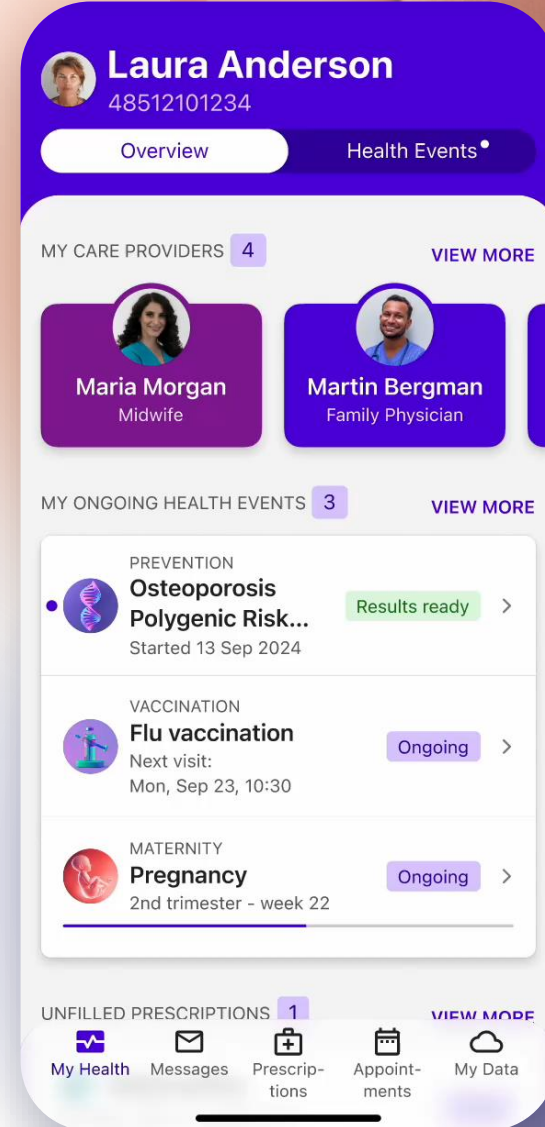 Laura Anderson
48512101234
Overview
Health Events
MY CARE PROVIDERS 4
VIEW MORE
Maria Morgan
Midwife
Martin Bergman
Family Physician
MY ONGOING HEALTH EVENTS 3
VIEW MORE
PREVENTION
Osteoporosis
Polygenic Risk...
Started 13 Sep 2024
Results ready
VACCINATION
Flu vaccination
Next visit:
Mon, Sep 23, 10:30
Ongoing
MATERNITY
Pregnancy
2nd trimester - week 22
Ongoing
UNFILLED PRESCRIPTIONS 1
VIEW MORE
My Health
Messages
Prescrip-
tions
Appoint-
ments
My Data